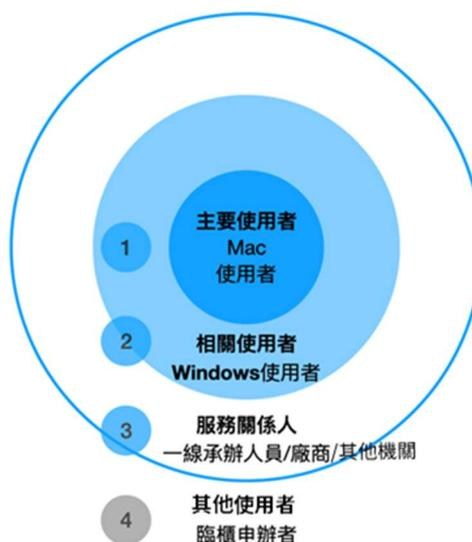 主要使用者
1
Mac
使用者
2
相關使用者
Windows使用者
3
服務關係人
一線承辦人員/廠商/其他機關
4
其他使用者
臨櫃申辦者